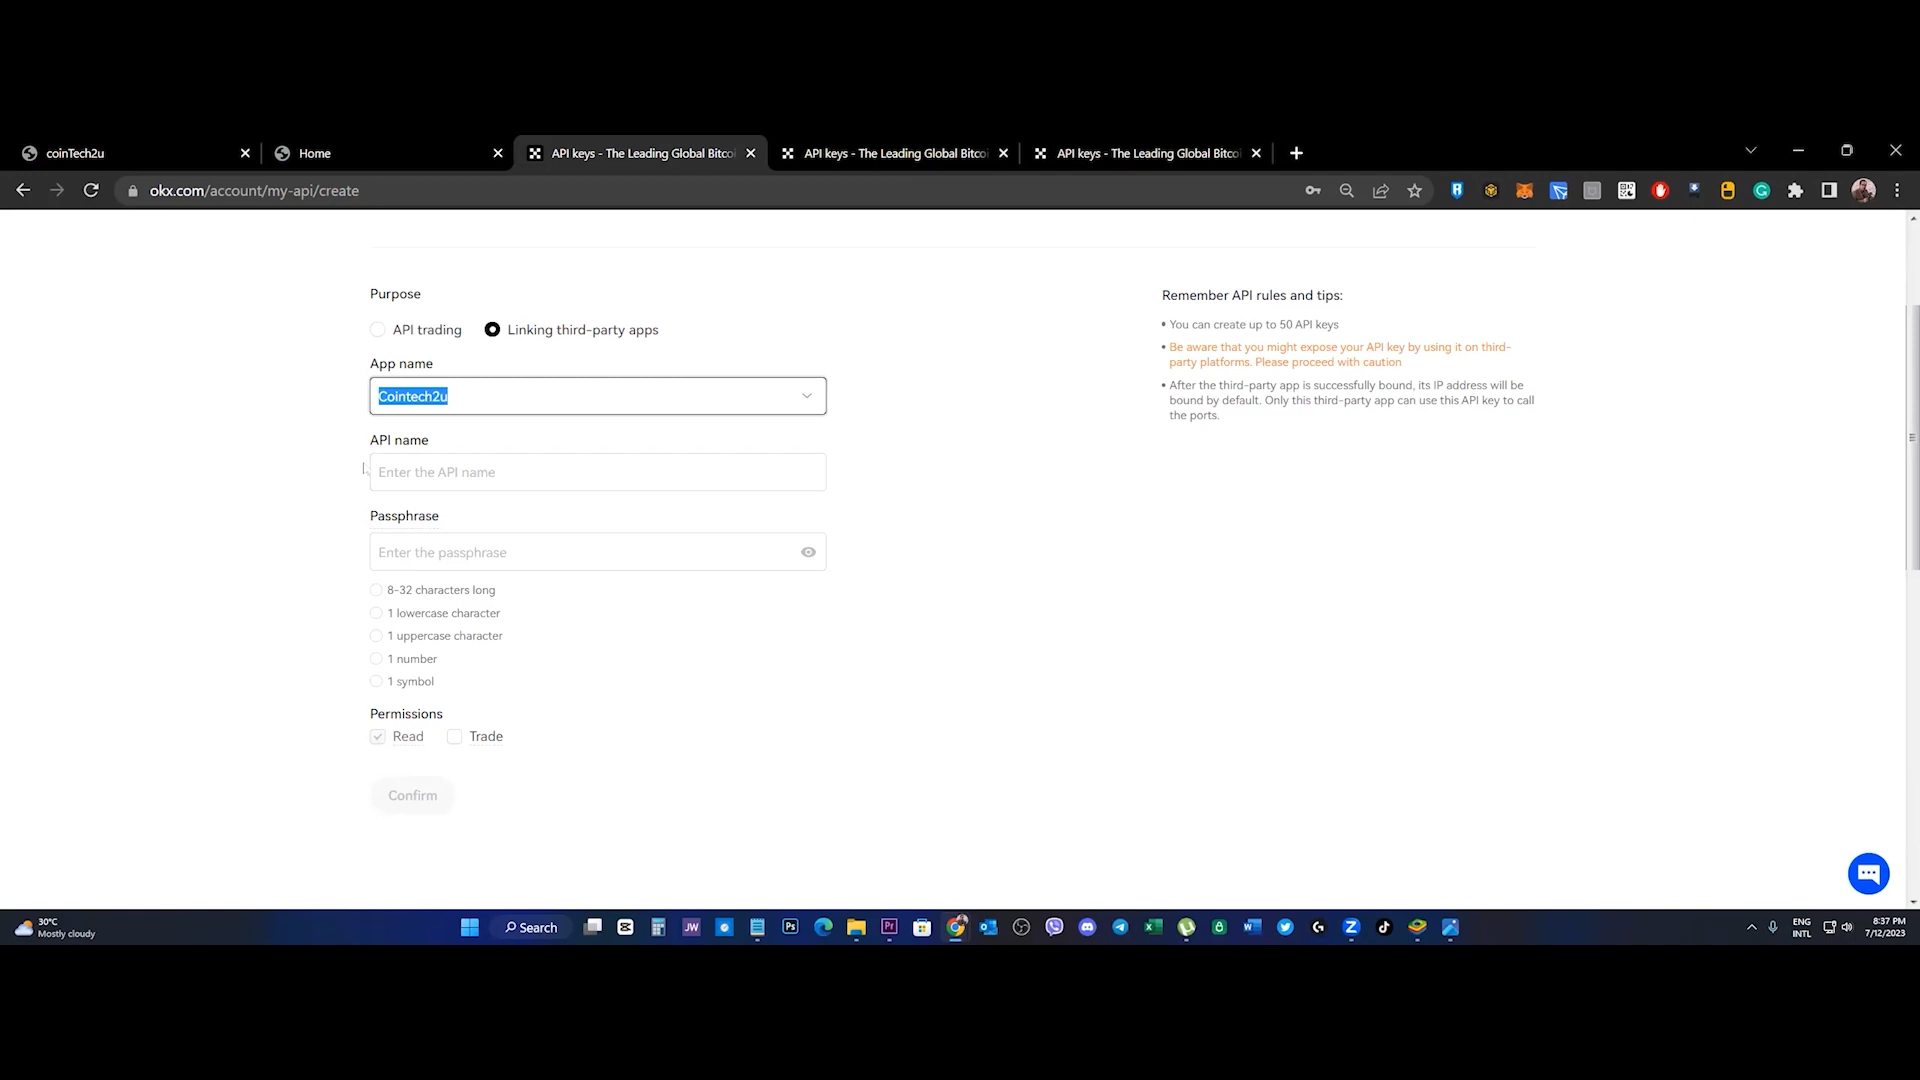 coinTech2u
Home
API keys - The Leading Global Bitcoi
API keys - The Leading Global Bitcoi
API keys - The Leading Global Bitcoi
okx.com/account/my-api/create
Purpose
API trading
Linking third-party apps
App name
Cointech2u
API name
Enter the API name
Passphrase
Enter the passphrase
8-32 characters long
1 lowercase character
1 uppercase character
1 number
1 symbol
Permissions
Read
Trade
Confirm
Remember API rules and tips:
• You can create up to 50 API keys
• Be aware that you might expose your API key by using it on third-
party platforms. Please proceed with caution
• After the third-party app is successfully bound, its IP address will be
bound by default. Only this third-party app can use this API key to call
the ports.
30°C
Mostly cloudy
Search
JW
Ps
Pr
ENG
INTL
8:37 PM
7/12/2023